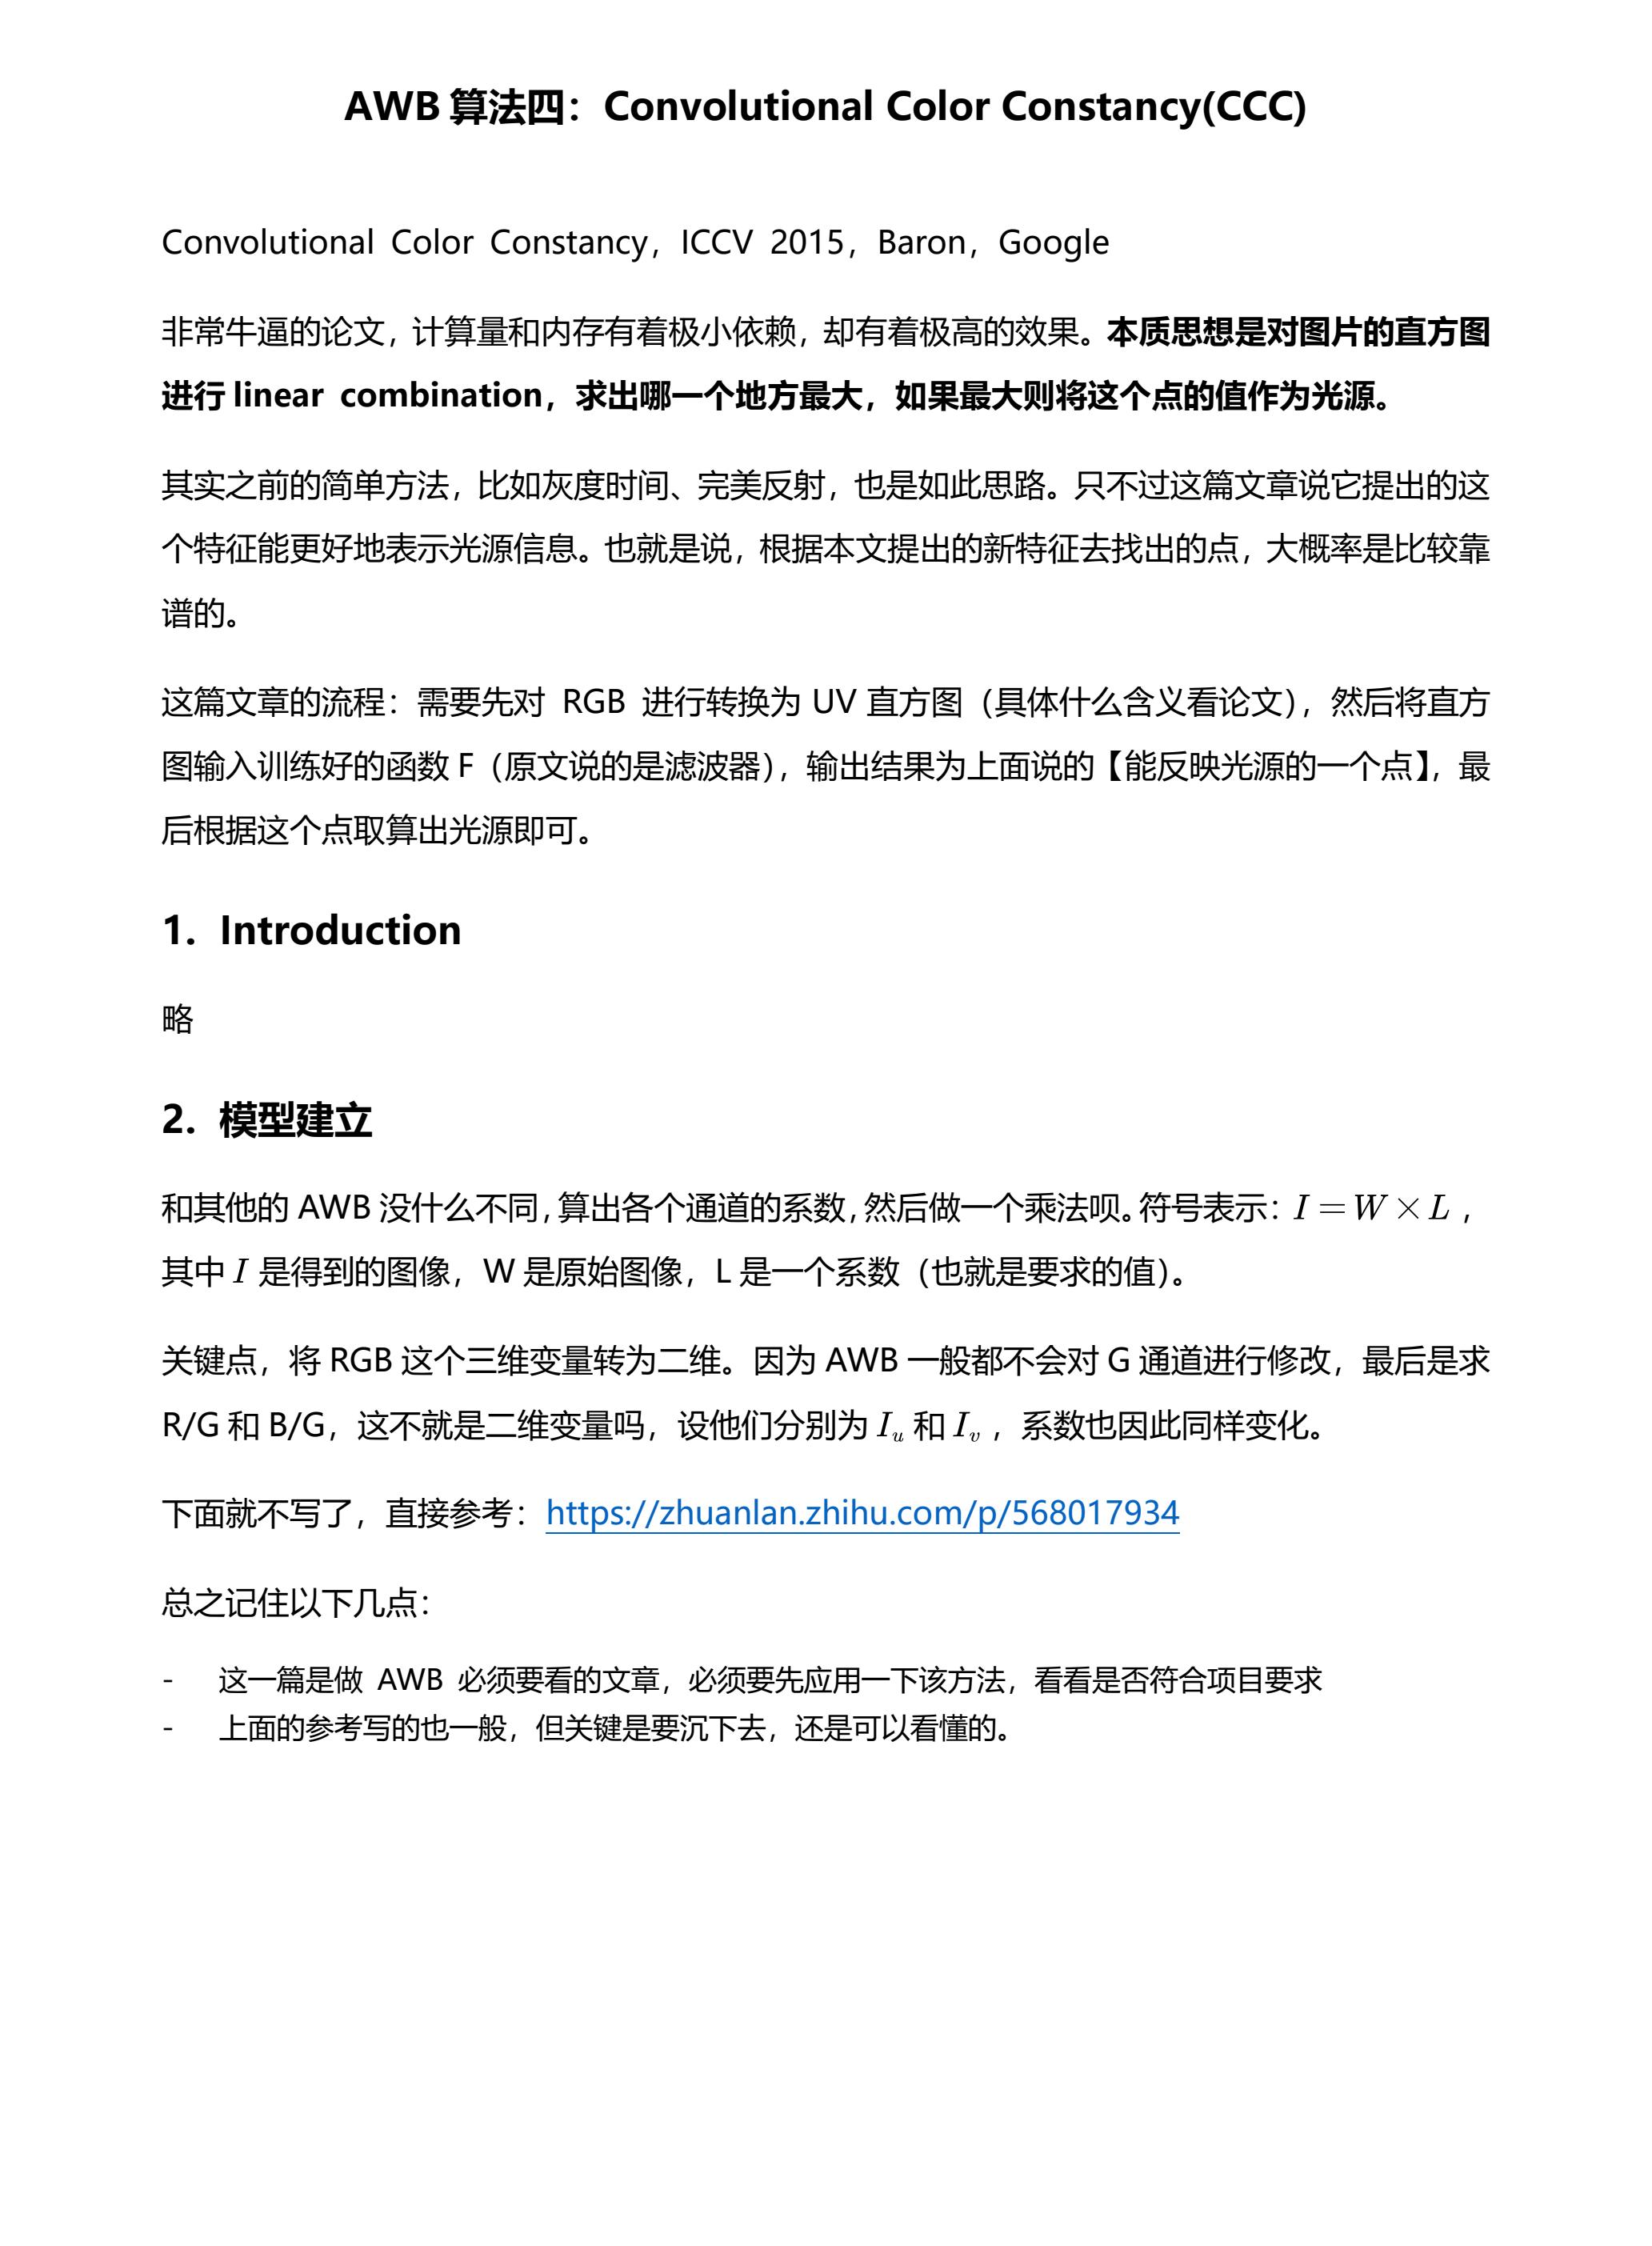 AWB 算法四：Convolutional Color Constancy(CCC)
Convolutional Color Constancy，ICCV 2015，Baron，Google
非常牛逼的论文，计算量和内存有着极小依赖，却有着极高的效果。本质思想是对图片的直方图
进行 linear combination，求出哪一个地方最大，如果最大则将这个点的值作为光源。
其实之前的简单方法，比如灰度时间、完美反射，也是如此思路。只不过这篇文章说它提出的这
个特征能更好地表示光源信息。也就是说，根据本文提出的新特征去找出的点，大概率是比较靠
谱的。
这篇文章的流程：需要先对 RGB 进行转换为 UV 直方图（具体什么含义看论文），然后将直方
图输入训练好的函数 F（原文说的是滤波器），输出结果为上面说的【能反映光源的一个点】，最
后根据这个点取算出光源即可。
1. Introduction
略
2. 模型建立
和其他的 AWB 没什么不同，算出各个通道的系数，然后做一个乘法呗。符号表示：I = W × L ，
其中 I 是得到的图像，W 是原始图像，L 是一个系数（也就是要求的值）。
关键点，将 RGB 这个三维变量转为二维。因为 AWB 一般都不会对 G 通道进行修改，最后是求
R/G 和 B/G，这不就是二维变量吗，设他们分别为 I_u 和 I_v ，系数也因此同样变化。
下面就不写了，直接参考：https://zhuanlan.zhihu.com/p/568017934
总之记住以下几点：
- 这一篇是做 AWB 必须要看的文章，必须要先应用一下该方法，看看是否符合项目要求
- 上面的参考写的也一般，但关键是要沉下去，还是可以看懂的。